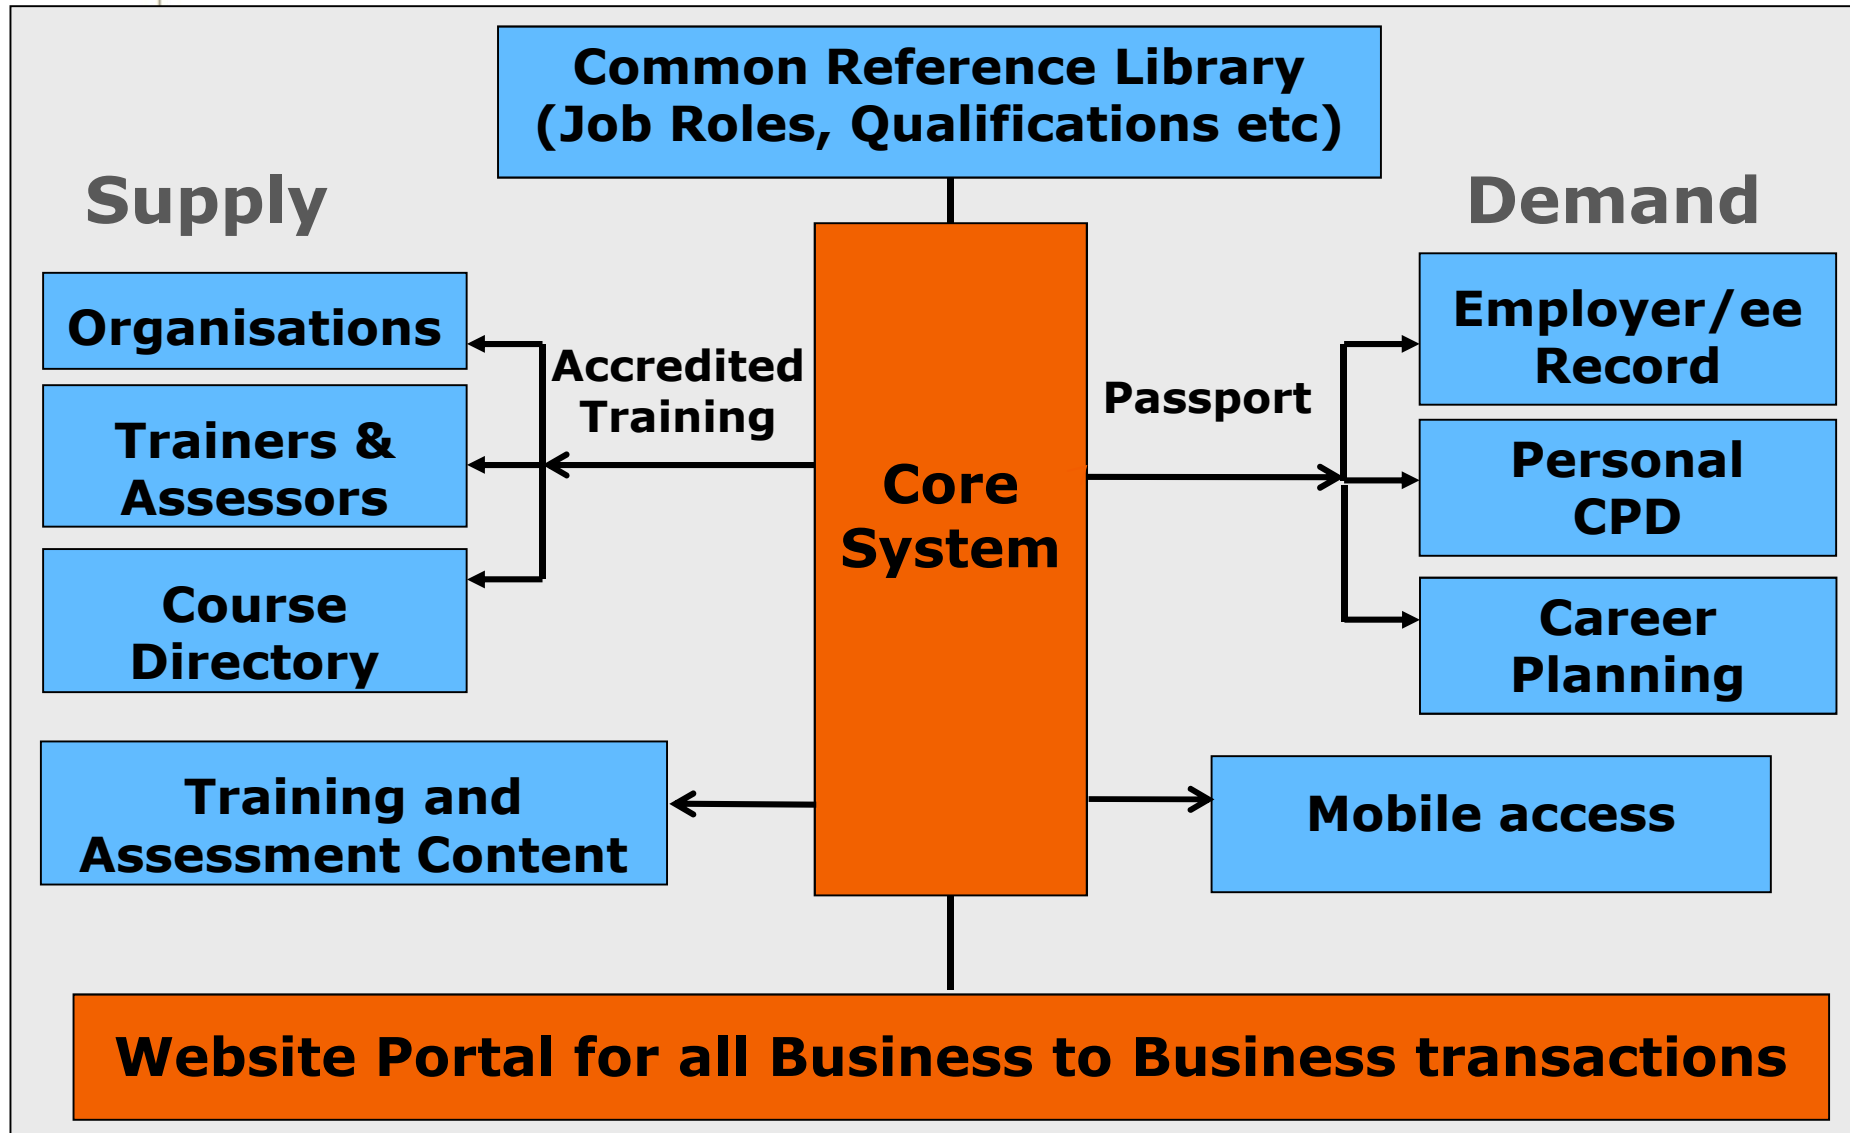 Common Reference Library
(Job Roles, Qualifications etc)
Supply
Demand
Organisations
Trainers &
Assessors
Course
Directory
Accredited
Training
Core
System
Passport
Employer/ee
Record
Personal
CPD
Career
Planning
Training and
Assessment Content
Mobile access
Website Portal for all Business to Business transactions